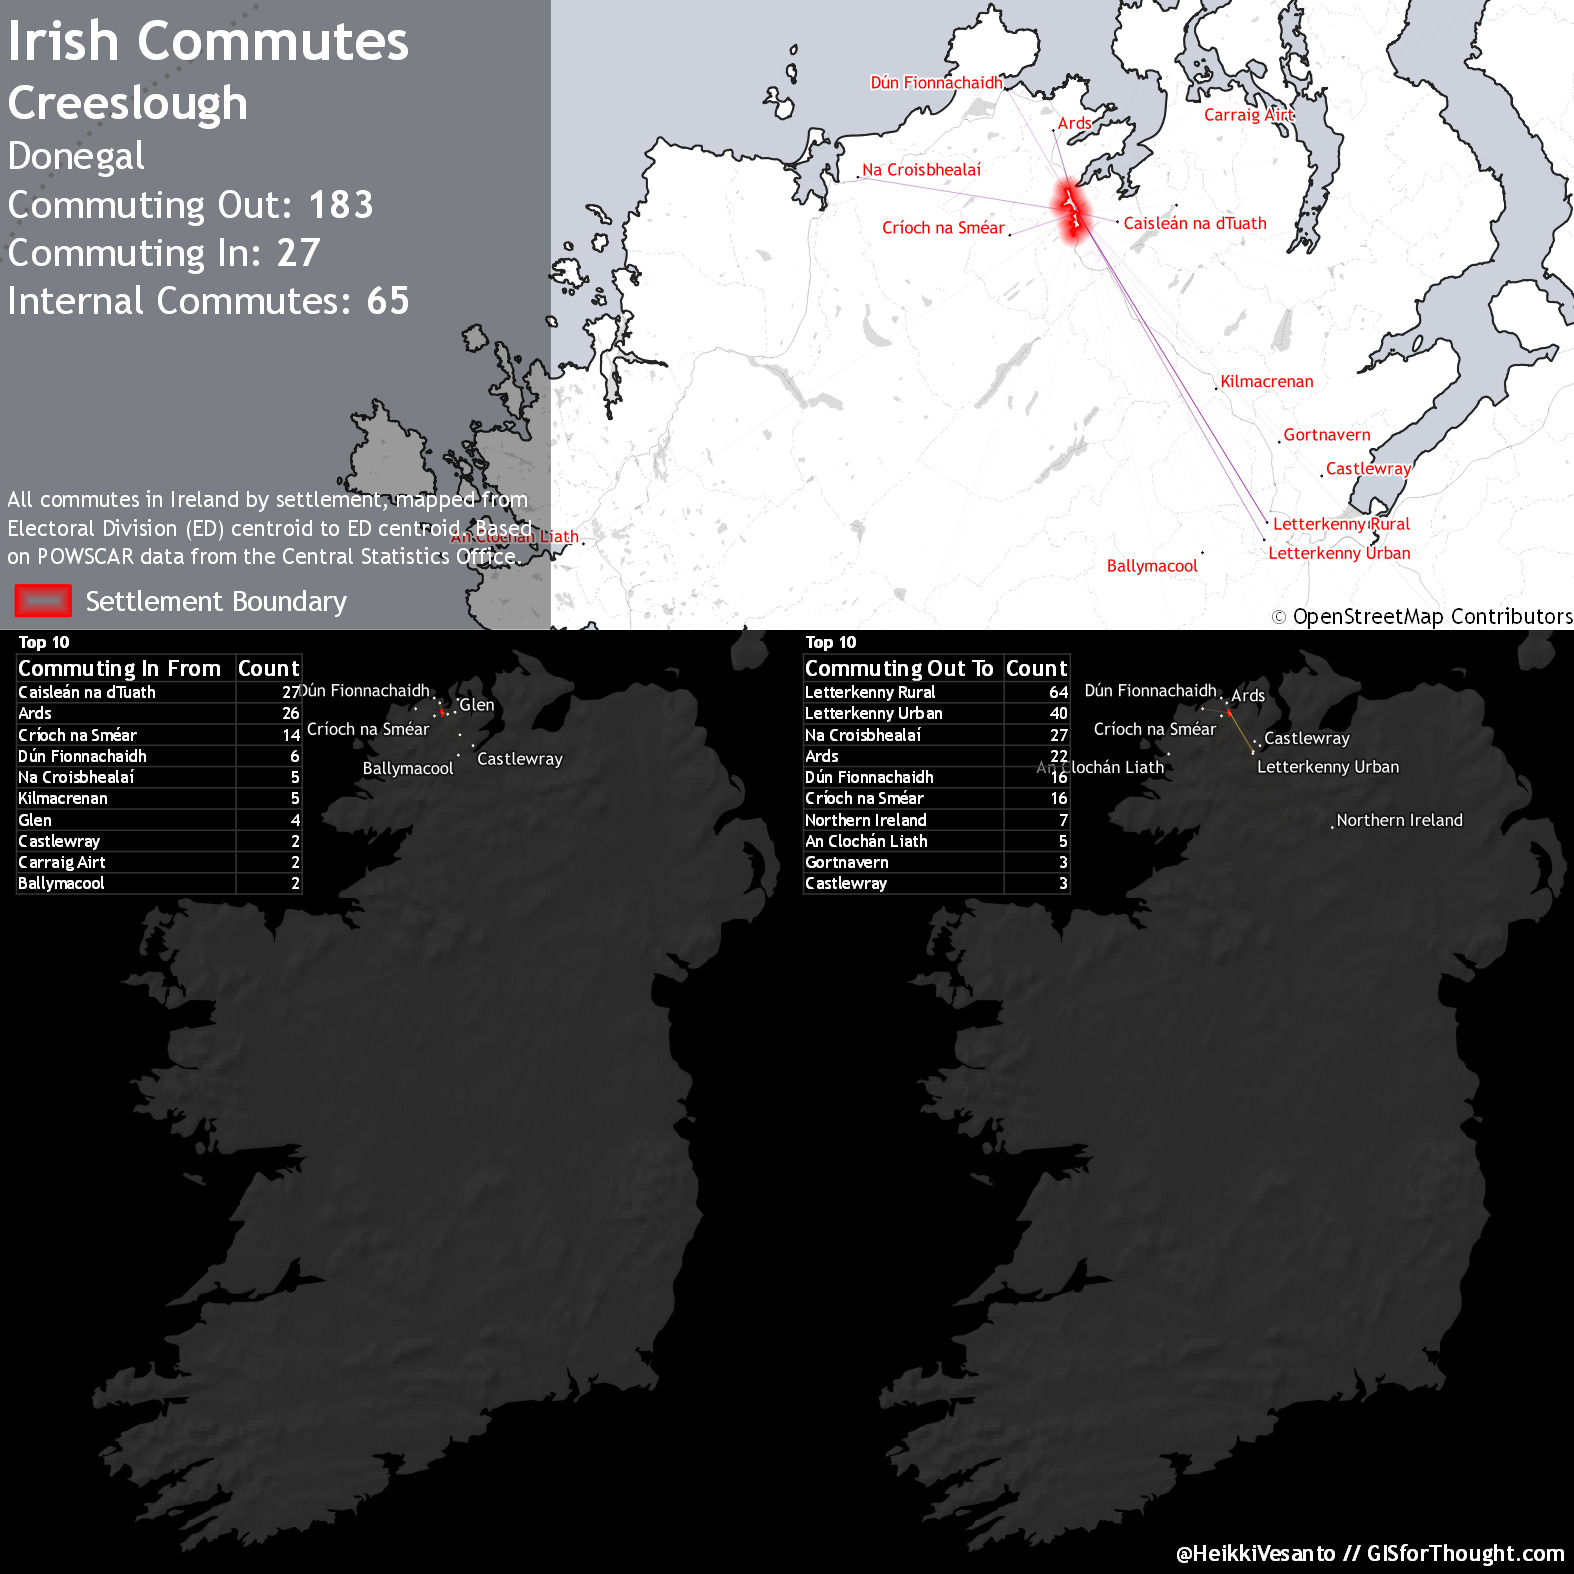 Irish Commutes
Creeslough
Donegal
Commuting Out: 183
Commuting In: 27
Internal Commutes: 65
All commutes in Ireland by settlement, mapped from
Electoral Division (ED) centroid to ED centroid. Based
on POWSCAR data from the Central Statistics Office.
Settlement Boundary
Dún Fionnachaidh
Ards
Carraig Airt
Na Croisbhealaí
Críoch na Sméar
Caisleán na dTuath
Kilmacrenan
Gortnavern
Castlewray
Letterkenny Rural
Letterkenny Urban
Ballymacool
An Clochán Liath
© OpenStreetMap Contributors
Top 10
Commuting In From Count
Caisleán na dTuath 27
Ards 26
Críoch na Sméar 14
Dún Fionnachaidh 6
Na Croisbhealaí 5
Kilmacrenan 5
Glen 4
Castlewray 2
Carraig Airt 2
Ballymacool 2
Dún Fionnachaidh
Glen
Críoch na Sméar
Castlewray
Ballymacool
Top 10
Commuting Out To Count
Letterkenny Rural 64
Letterkenny Urban 40
Na Croisbhealaí 27
Ards 22
Dún Fionnachaidh 16
Críoch na Sméar 16
Northern Ireland 7
An Clochán Liath 5
Gortnavern 3
Castlewray 3
Dún Fionnachaidh
Ards
Críoch na Sméar
Castlewray
An Clochán Liath
Letterkenny Urban
Northern Ireland
@HeikkiVesanto // GISforThought.com